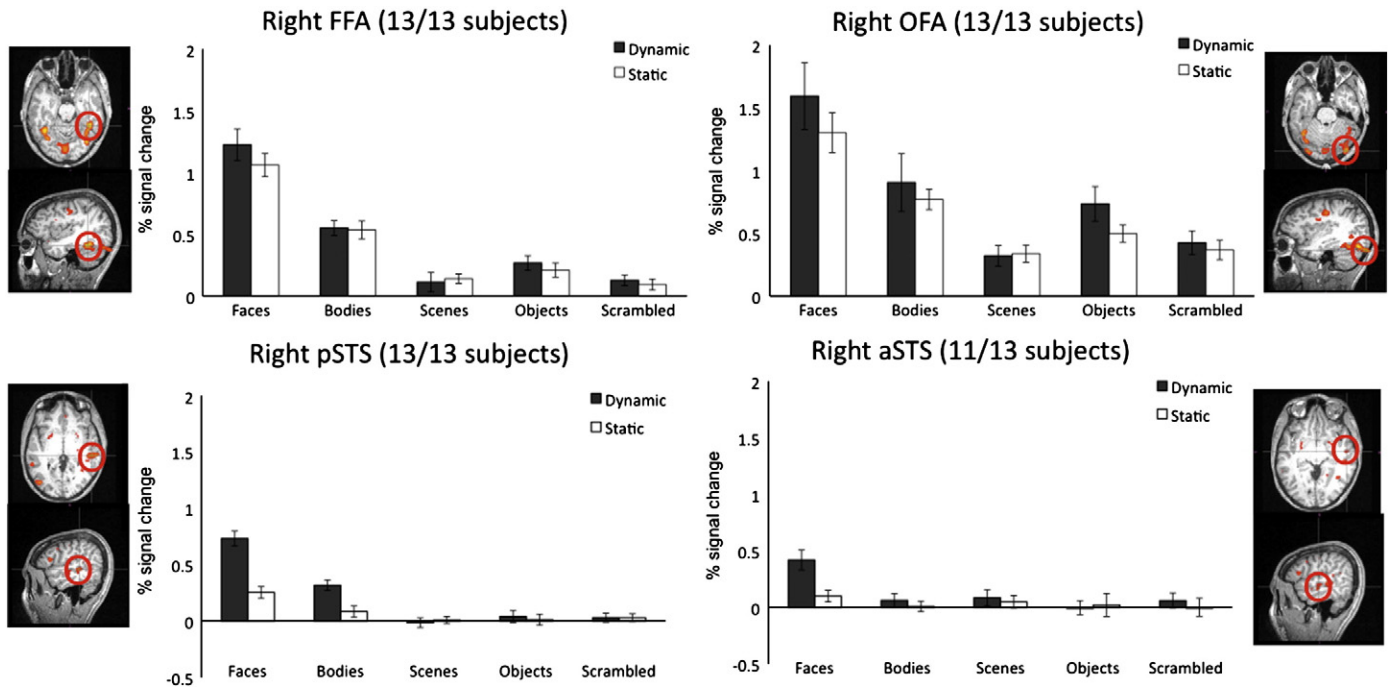 Right FFA (13/13 subjects)
2
1.5
1
0.5
0
% signal change
Dynamic
Static
Faces Bodies Scenes Objects Scrambled
Right OFA (13/13 subjects)
2
1.5
1
0.5
0
% signal change
Dynamic
Static
Faces Bodies Scenes Objects Scrambled
Right pSTS (13/13 subjects)
2
1.5
1
0.5
0
-0.5
% signal change
Dynamic
Static
Faces Bodies Scenes Objects Scrambled
Right aSTS (11/13 subjects)
2
1.5
1
0.5
0
-0.5
% signal change
Dynamic
Static
Faces Bodies Scenes Objects Scrambled